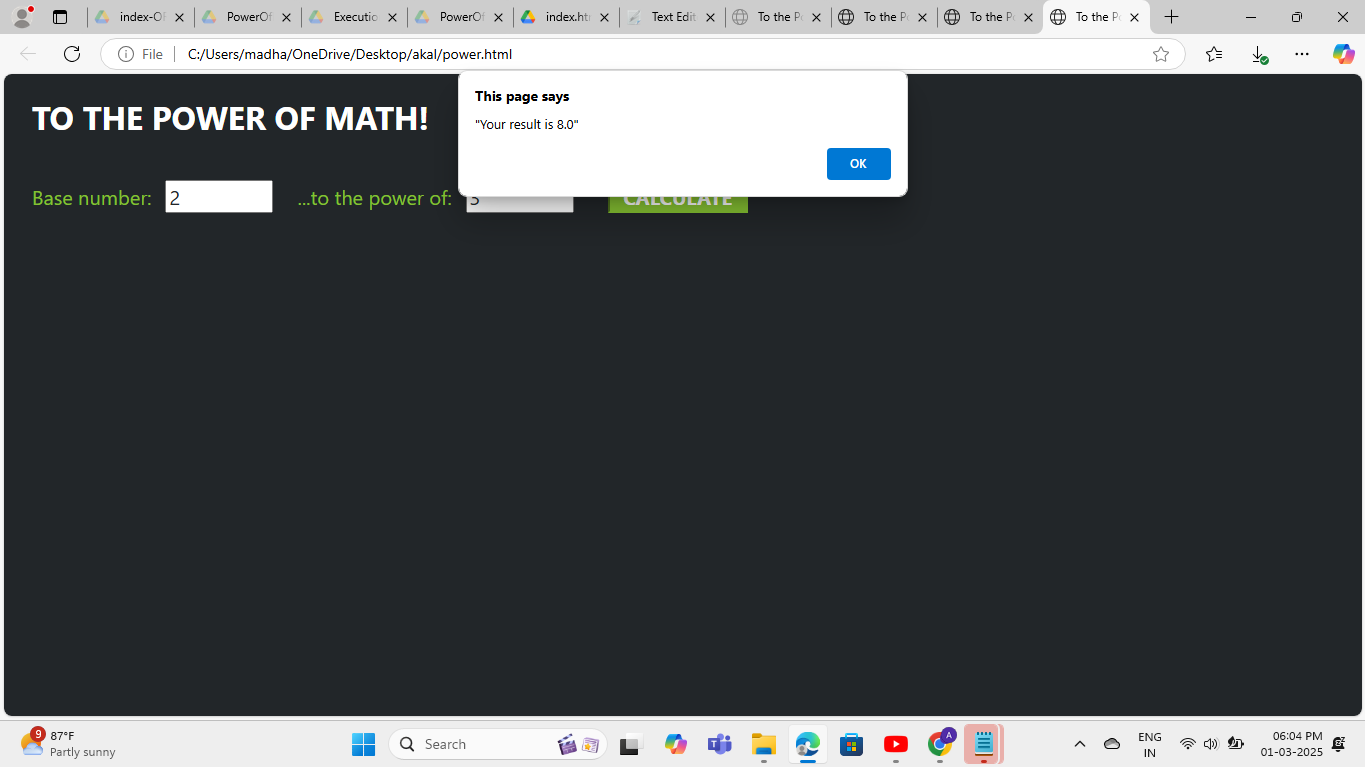 index-Of
PowerOf
Executio
PowerOf
index.htm
Text Edit
To the Po
To the Po
To the Po
To the Po
File
C:/Users/madha/OneDrive/Desktop/akal/power.html
TO THE POWER OF MATH!
This page says
"Your result is 8.0"
OK
Base number:
2
...to the power of:
3
CALCULATE
9
87°F
Partly sunny
Search
A
ENG
IN
06:04 PM
01-03-2025